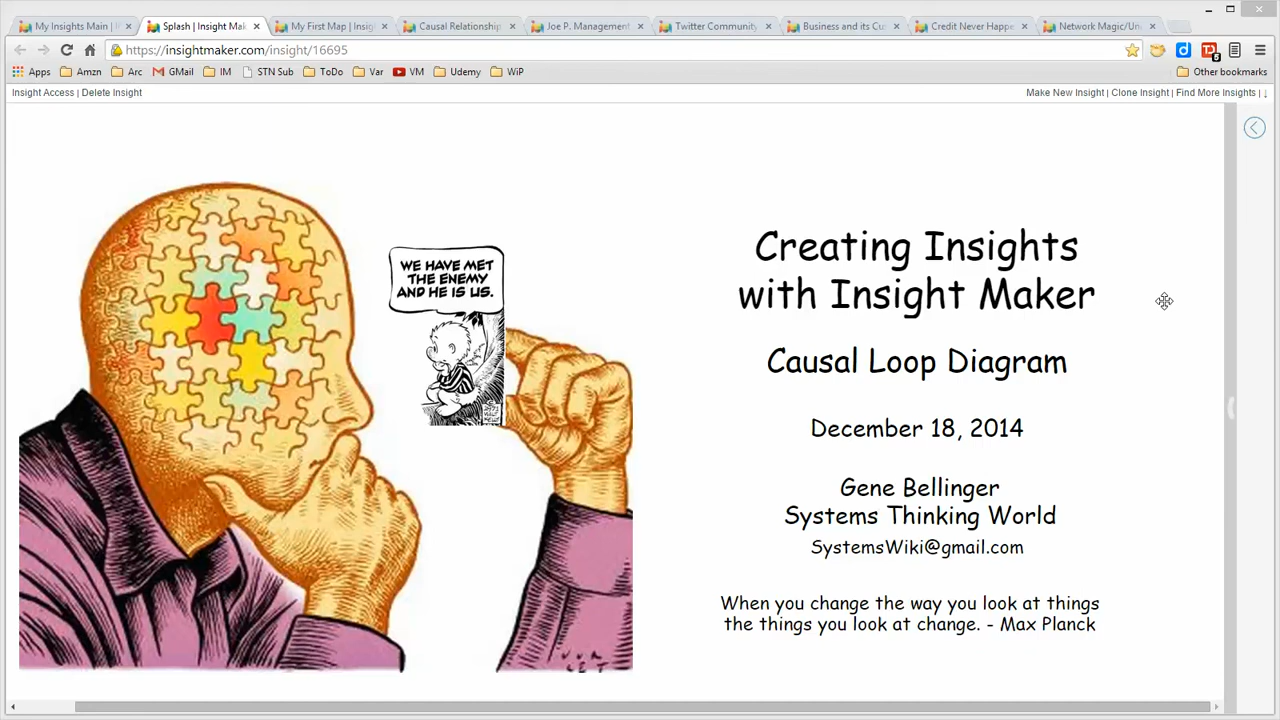 My Insights Main | I
Splash | Insight Mak
My First Map | Insig
Causal Relationship
Joe P. Management
Twitter Community
Business and its Cu
Credit Never Happe
Network Magic/Un
https://insightmaker.com/insight/16695
Apps Amzn Arc GMail IM STN Sub ToDo Var VM Udemy WiP Other bookmarks
Insight Access | Delete Insight
Make New Insight | Clone Insight | Find More Insights | ↓
WE HAVE MET
THE ENEMY
AND HE IS US.
Creating Insights
with Insight Maker
Causal Loop Diagram
December 18, 2014
Gene Bellinger
Systems Thinking World
SystemsWiki@gmail.com
When you change the way you look at things
the things you look at change. - Max Planck